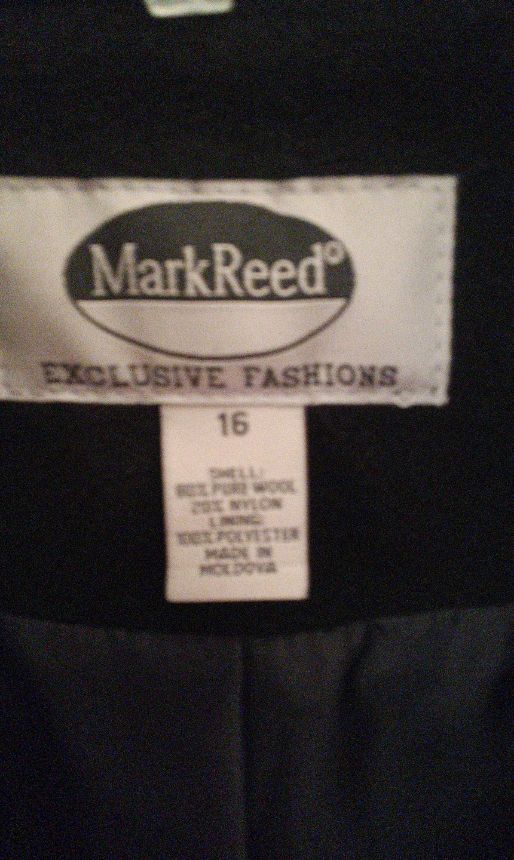 MarkReed®
EXCLUSIVE FASHIONS
16
SHELL:
80% PURE WOOL
20% NYLON
LINING:
100% POLYESTER
MADE IN
MOLDOVA